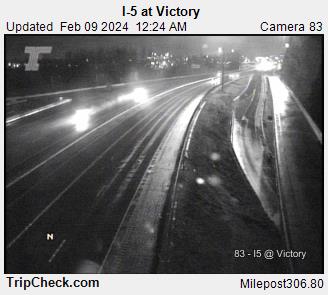 I-5 at Victory
Updated Feb 09 2024 12:24 AM Camera 83
T
N
83 - I5 @ Victory
TripCheck.com Milepost306.80